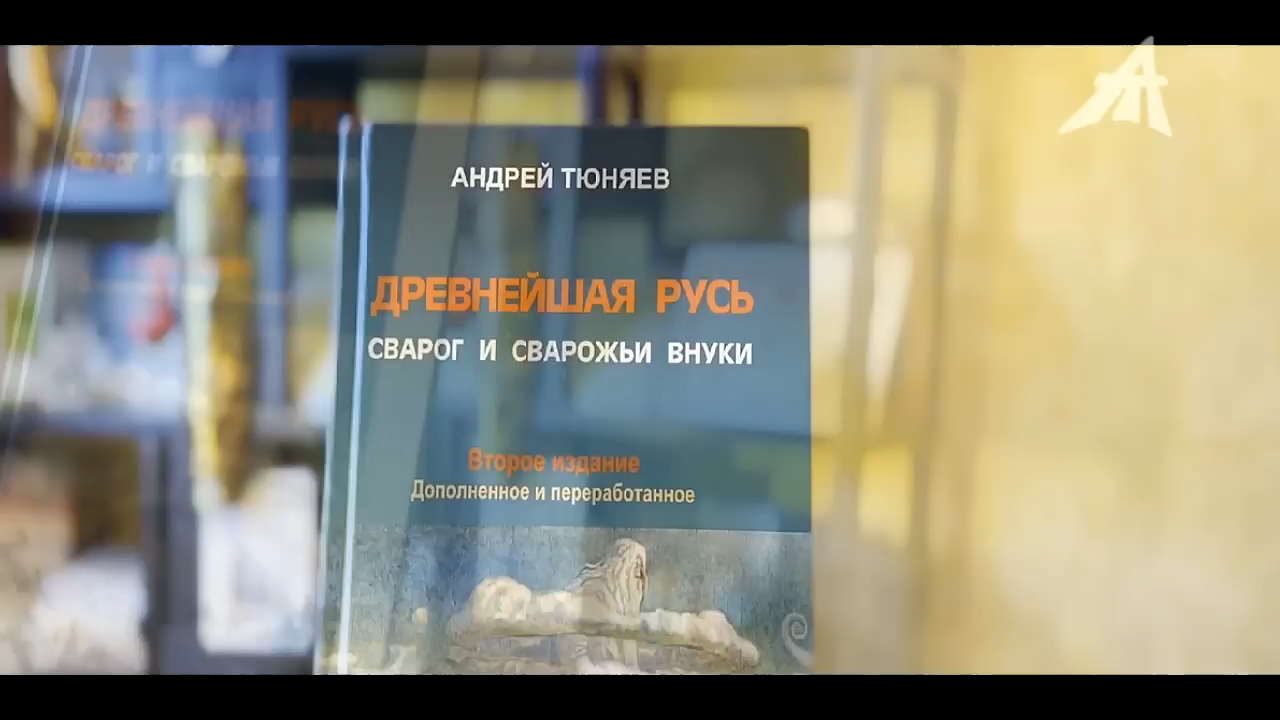 АНДРЕЙ ТЮНЯЕВ
ДРЕВНЕЙШАЯ РУСЬ
СВАРОГ И СВАРОЖЬИ ВНУКИ
Второе издание
Дополненное и переработанное